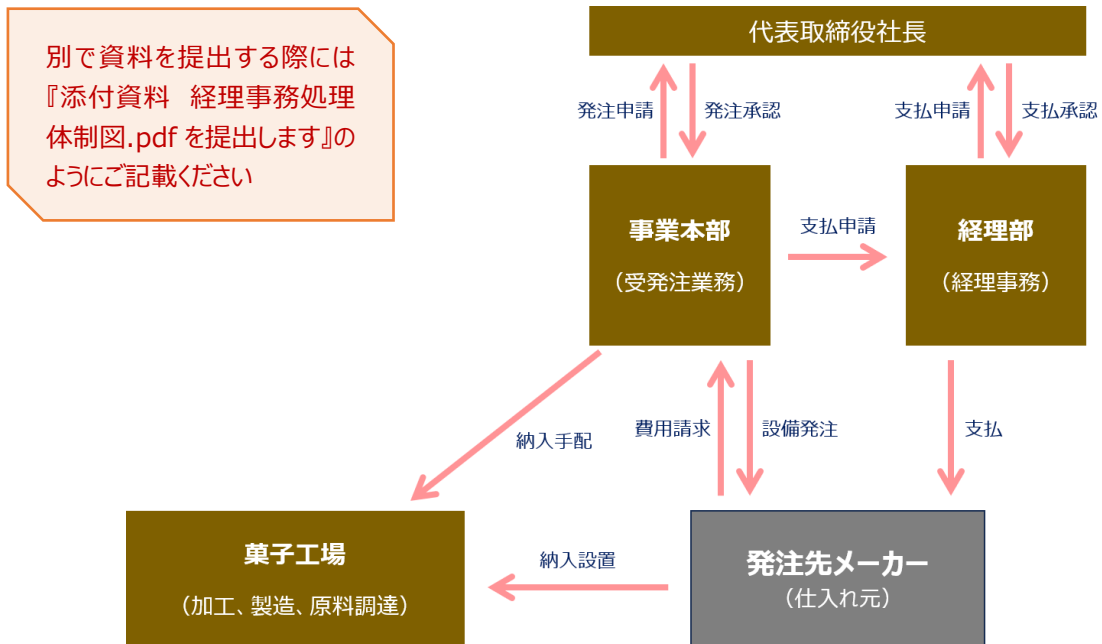 別で資料を提出する際には
『添付資料 経理事務処理
体制図.pdf を提出します』の
ようにご記載ください
代表取締役社長
発注申請
発注承認
支払申請
支払承認
事業本部
（受発注業務）
支払申請
経理部
（経理事務）
納入手配
費用請求
設備発注
支払
菓子工場
（加工、製造、原料調達）
納入設置
発注先メーカー
（仕入れ元）